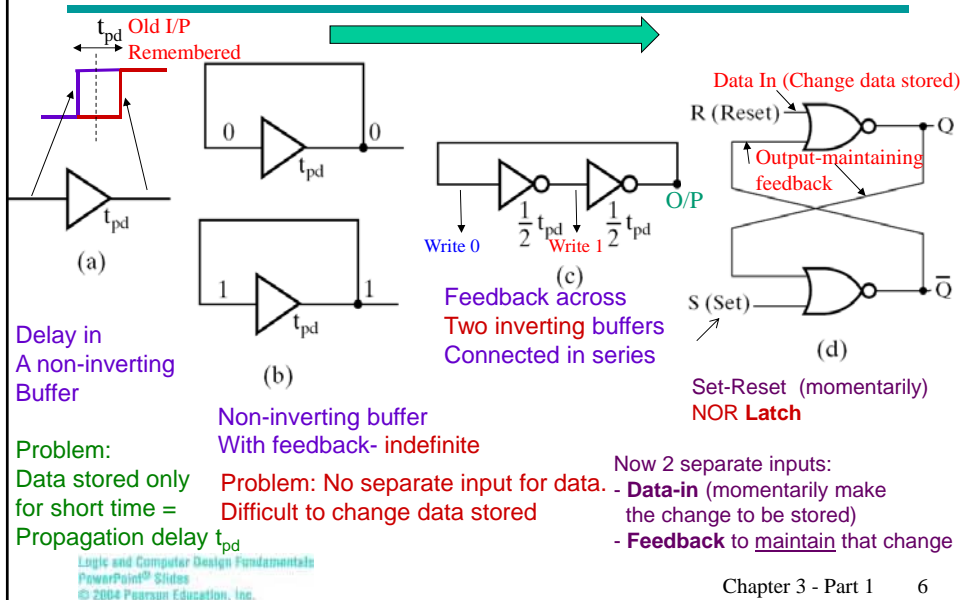 t_pd Old I/P
Remembered
t_pd
(a)
Delay in
A non-inverting
Buffer
Problem:
Data stored only
for short time =
Propagation delay t_pd
0 0
t_pd
1 1
t_pd
(b)
Non-inverting buffer
With feedback- indefinite
Problem: No separate input for data.
Difficult to change data stored
O/P
1/2 t_pd 1/2 t_pd
Write 0 Write 1
(c)
Feedback across
Two inverting buffers
Connected in series
Data In (Change data stored)
R (Reset) Q
Output-maintaining
feedback
S (Set) Q̅
(d)
Set-Reset (momentarily)
NOR Latch
Now 2 separate inputs:
- Data-in (momentarily make
the change to be stored)
- Feedback to maintain that change
Logic and Computer Design Fundamentals
PowerPoint® Slides
© 2004 Pearson Education, Inc.
Chapter 3 - Part 1 6